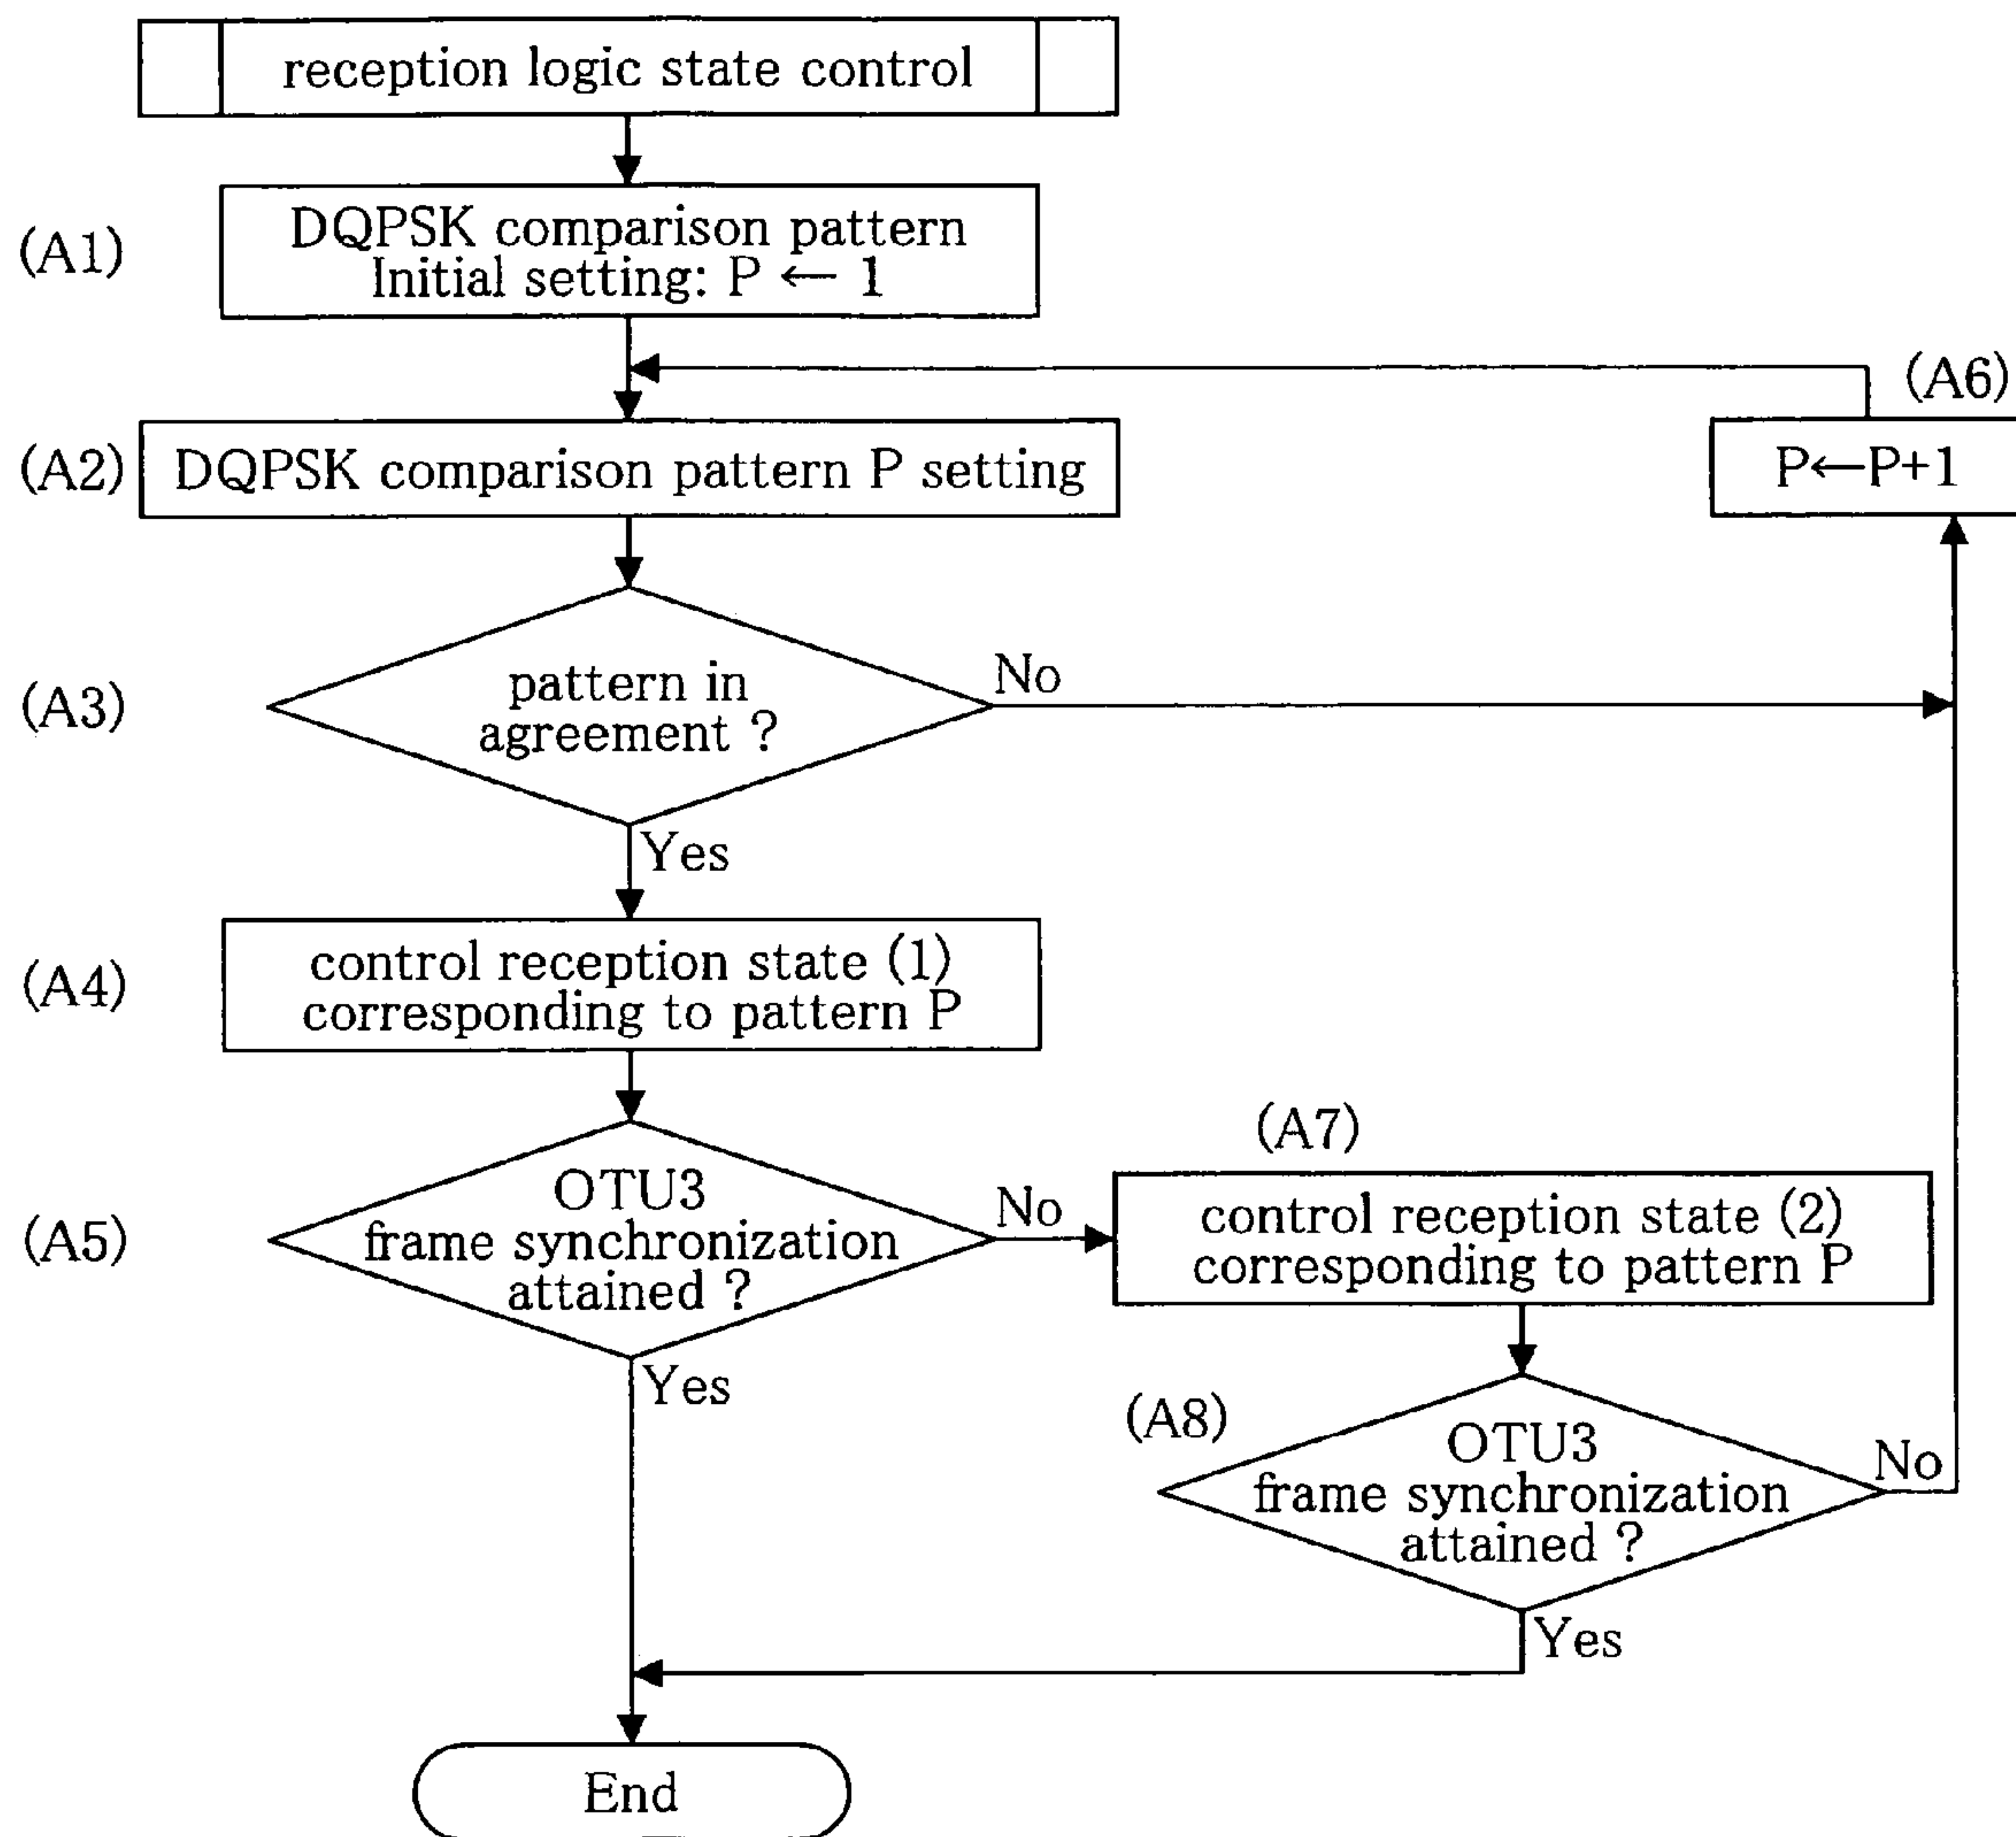 reception logic state control
(A1)
DQPSK comparison pattern
Initial setting: P ← 1
(A6)
P←P+1
(A2)
DQPSK comparison pattern P setting
(A3)
pattern in
agreement ?
No
Yes
(A4)
control reception state (1)
corresponding to pattern P
(A5)
OTU3
frame synchronization
attained ?
No
Yes
(A7)
control reception state (2)
corresponding to pattern P
(A8)
OTU3
frame synchronization
attained ?
No
Yes
End